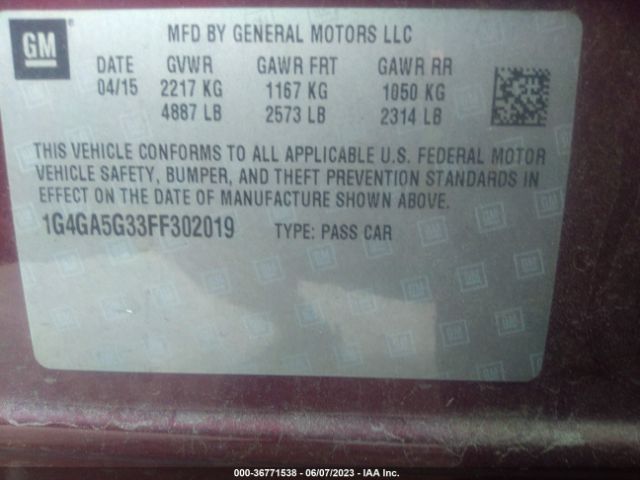 GM®
MFD BY GENERAL MOTORS LLC
DATE GVWR GAWR FRT GAWR RR
04/15 2217 KG 1167 KG 1050 KG
4887 LB 2573 LB 2314 LB
THIS VEHICLE CONFORMS TO ALL APPLICABLE U.S. FEDERAL MOTOR
VEHICLE SAFETY, BUMPER, AND THEFT PREVENTION STANDARDS IN
EFFECT ON THE DATE OF MANUFACTURE SHOWN ABOVE.
1G4GA5G33FF302019 TYPE: PASS CAR
000-36771538 - 06/07/2023 - IAA Inc.